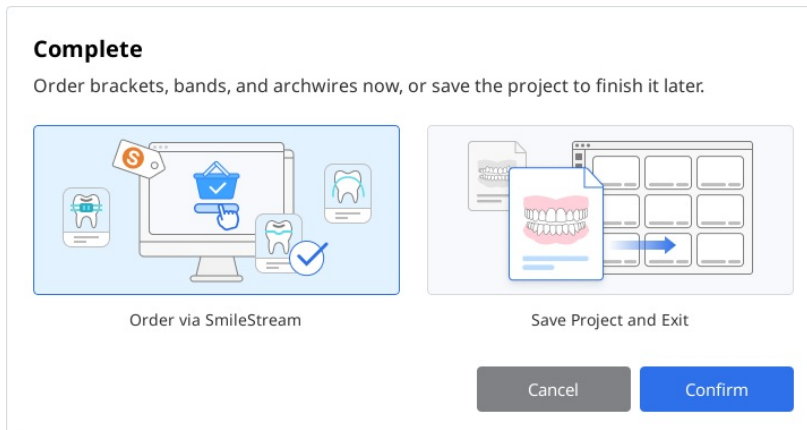 Complete
Order brackets, bands, and archwires now, or save the project to finish it later.
S
Order via SmileStream
Save Project and Exit
Cancel
Confirm